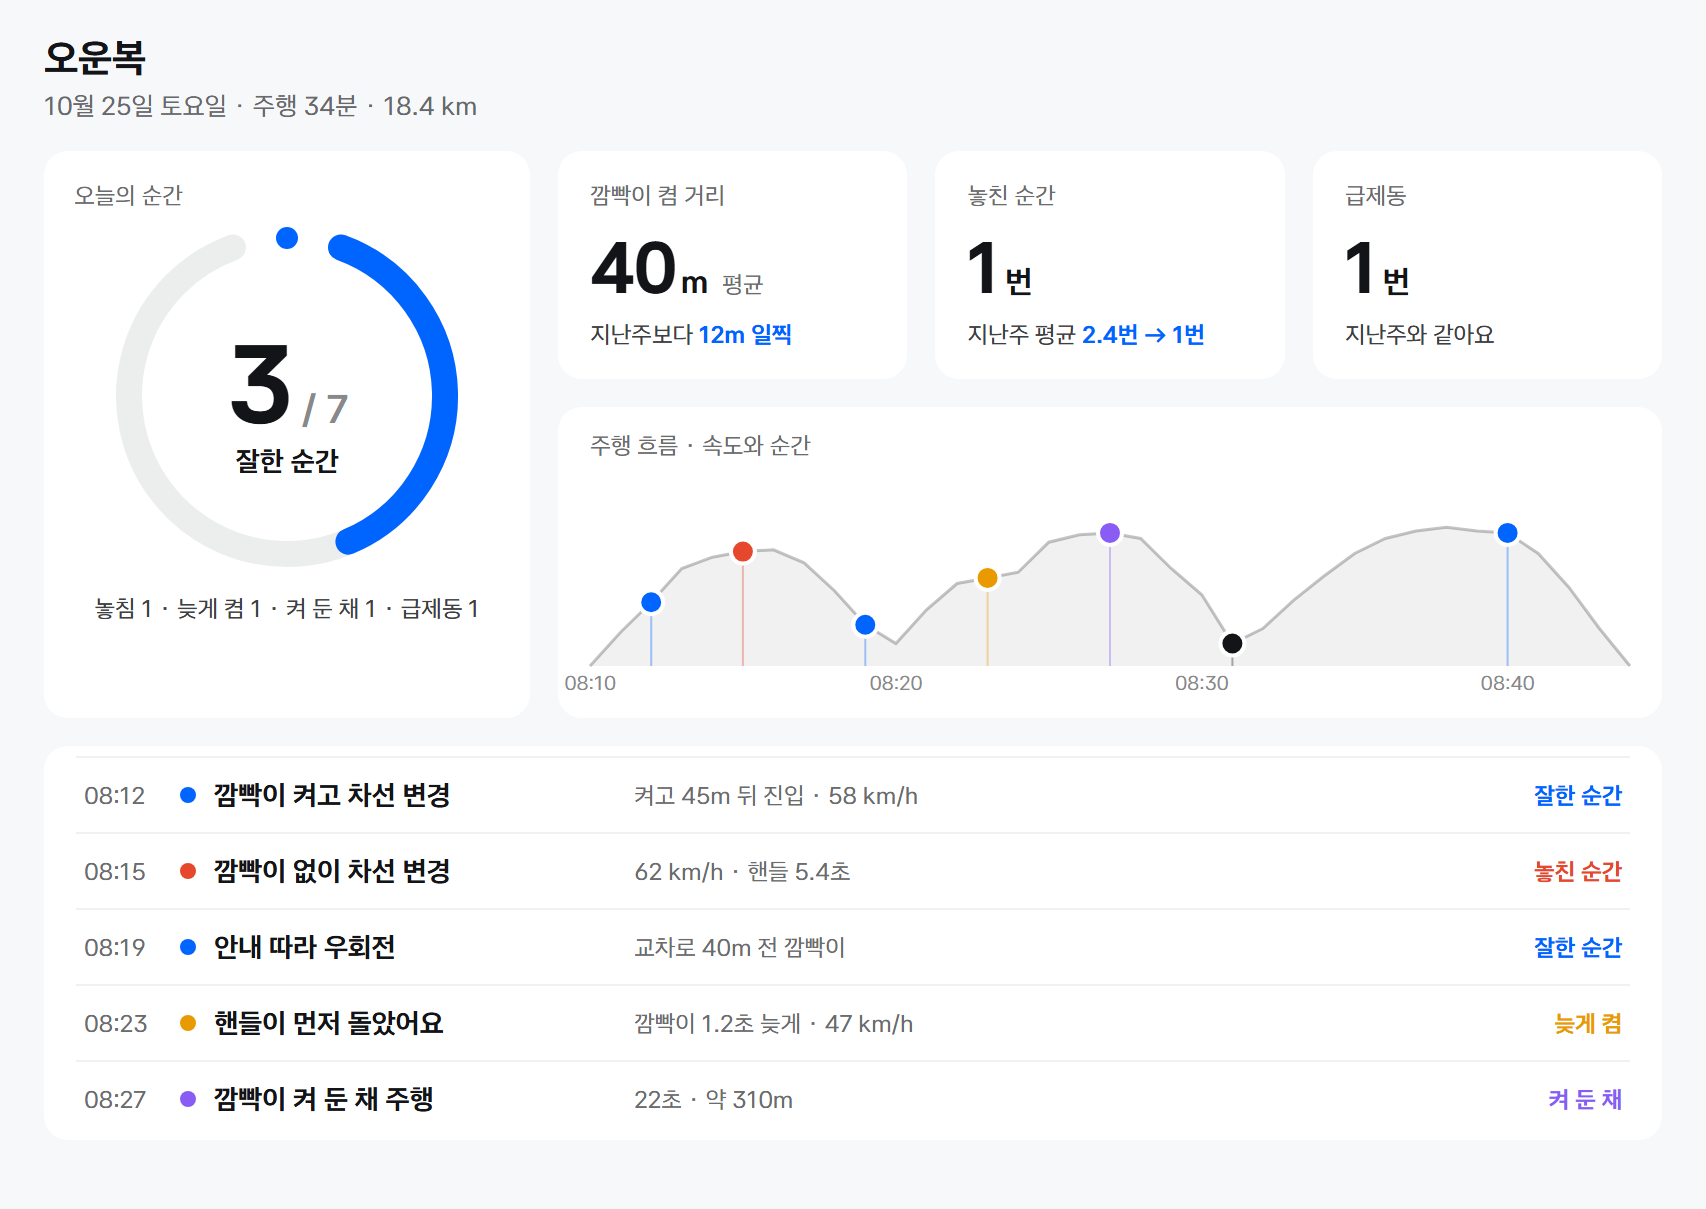 오운복
10월 25일 토요일 · 주행 34분 · 18.4 km
오늘의 순간
3 / 7
잘한 순간
놓침 1 · 늦게 켬 1 · 켜 둔 채 1 · 급제동 1
깜빡이 켬 거리
40m 평균
지난주보다 12m 일찍
놓친 순간
1번
지난주 평균 2.4번 → 1번
급제동
1번
지난주와 같아요
주행 흐름 · 속도와 순간
08:10 08:20 08:30 08:40
08:12 깜빡이 켜고 차선 변경 켜고 45m 뒤 진입 · 58 km/h 잘한 순간
08:15 깜빡이 없이 차선 변경 62 km/h · 핸들 5.4초 놓친 순간
08:19 안내 따라 우회전 교차로 40m 전 깜빡이 잘한 순간
08:23 핸들이 먼저 돌았어요 깜빡이 1.2초 늦게 · 47 km/h 늦게 켬
08:27 깜빡이 켜 둔 채 주행 22초 · 약 310m 켜 둔 채